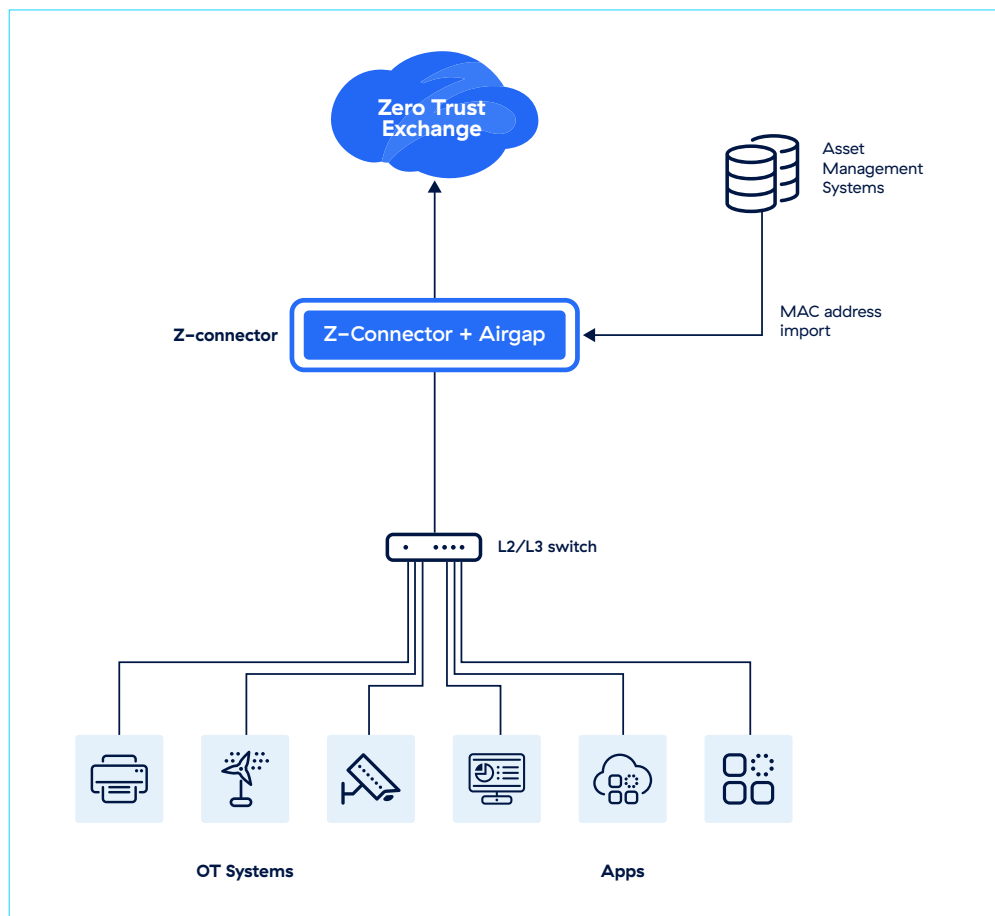 Zero Trust
Exchange
Asset
Management
Systems
MAC address
import
Z-connector
Z-Connector + Airgap
L2/L3 switch
OT Systems
Apps